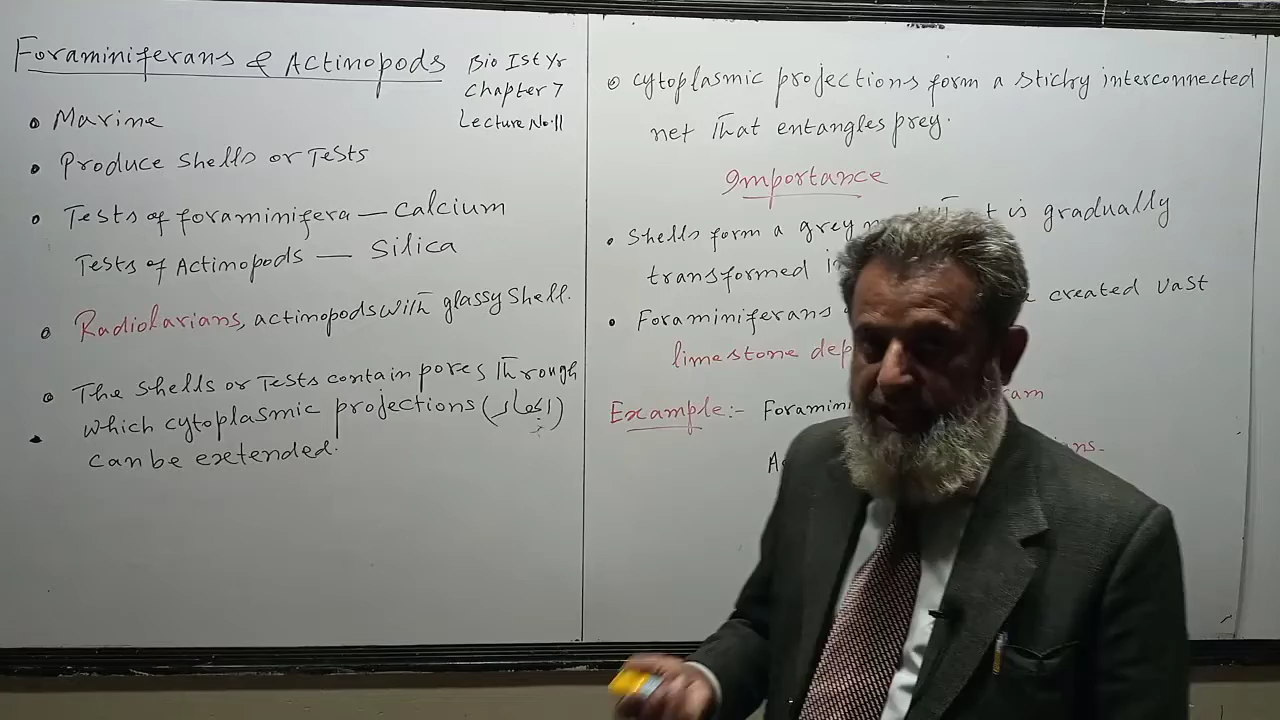 Foraminiferans & Actinopods
Bio Ist Yr
Chapter 7
Lecture No:11
• Marine
• Produce shells or Tests
• Tests of foraminifera — Calcium
Tests of Actinopods — Silica
• Radiolarians, actinopods with glassy shell.
• The shells or Tests contain pores Through
which cytoplasmic projections (ابھار)
can be extended.
• Cytoplasmic projections form a sticky interconnected
net That entangles prey.
Importance
• Shells form a grey is gradually
transformed
• Foraminiferans created vast
limestone
Example:-